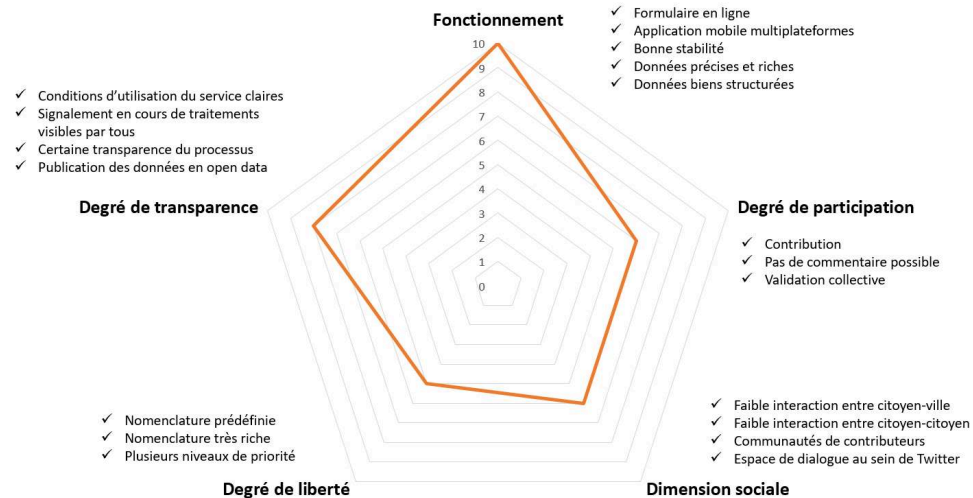 Fonctionnement
✓ Formulaire en ligne
✓ Application mobile multiplateformes
✓ Bonne stabilité
✓ Données précises et riches
✓ Données biens structurées
10
9
8
7
6
5
4
3
2
1
0
✓ Conditions d'utilisation du service claires
✓ Signalement en cours de traitements
visibles par tous
✓ Certaine transparence du processus
✓ Publication des données en open data
Degré de transparence
Degré de participation
✓ Contribution
✓ Pas de commentaire possible
✓ Validation collective
✓ Nomenclature prédéfinie
✓ Nomenclature très riche
✓ Plusieurs niveaux de priorité
Degré de liberté
✓ Faible interaction entre citoyen-ville
✓ Faible interaction entre citoyen-citoyen
✓ Communautés de contributeurs
✓ Espace de dialogue au sein de Twitter
Dimension sociale